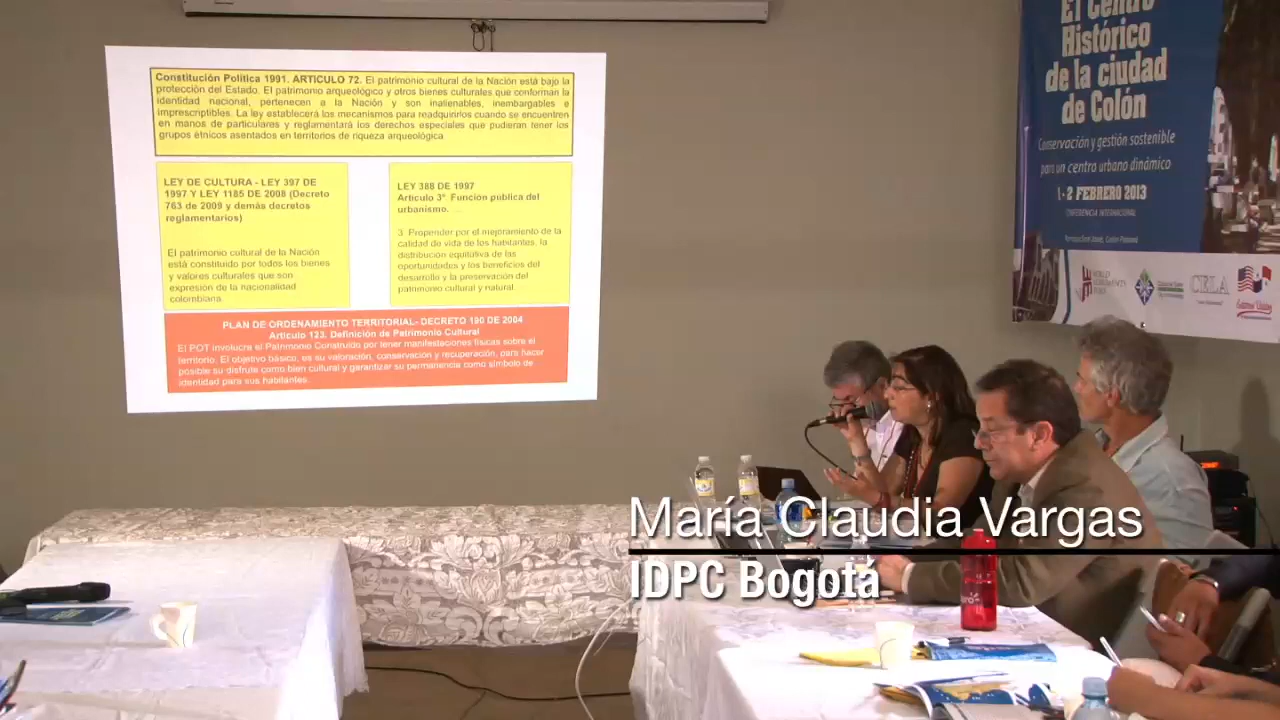 Constitución Política 1991. ARTICULO 72. El patrimonio cultural de la Nación está bajo la
protección del Estado. El patrimonio arqueológico y otros bienes culturales que conforman la
identidad nacional, pertenecen a la Nación y son inalienables, inembargables e
imprescriptibles. La ley establecerá los mecanismos para readquirirlos cuando se encuentren
en manos de particulares y reglamentará los derechos especiales que pudieran tener los
grupos étnicos asentados en territorios de riqueza arqueológica.
LEY DE CULTURA - LEY 397 DE
1997 Y LEY 1185 DE 2008 (Decreto
763 de 2009 y demás decretos
reglamentarios)
El patrimonio cultural de la Nación
está constituido por todos los bienes
y valores culturales que son
expresión de la nacionalidad
colombiana.
LEY 388 DE 1997
Artículo 3º Función pública del
urbanismo. ...
3. Propender por el mejoramiento de la
calidad de vida de los habitantes, la
distribución equitativa de las
oportunidades y los beneficios del
desarrollo y la preservación del
patrimonio cultural y natural.
PLAN DE ORDENAMIENTO TERRITORIAL- DECRETO 190 DE 2004
Artículo 123. Definición de Patrimonio Cultural
El POT involucra el Patrimonio Construido por tener manifestaciones físicas sobre el
territorio. El objetivo básico, es su valoración, conservación y recuperación, para hacer
posible su disfrute como bien cultural y garantizar su permanencia como símbolo de
identidad para sus habitantes.
El Centro
Histórico
de la ciudad
de Colón
Conservación y gestión sostenible
para un centro urbano dinámico
1 - 2 FEBRERO 2013
CONFERENCIA INTERNACIONAL
CELA
María Claudia Vargas
IDPC Bogotá